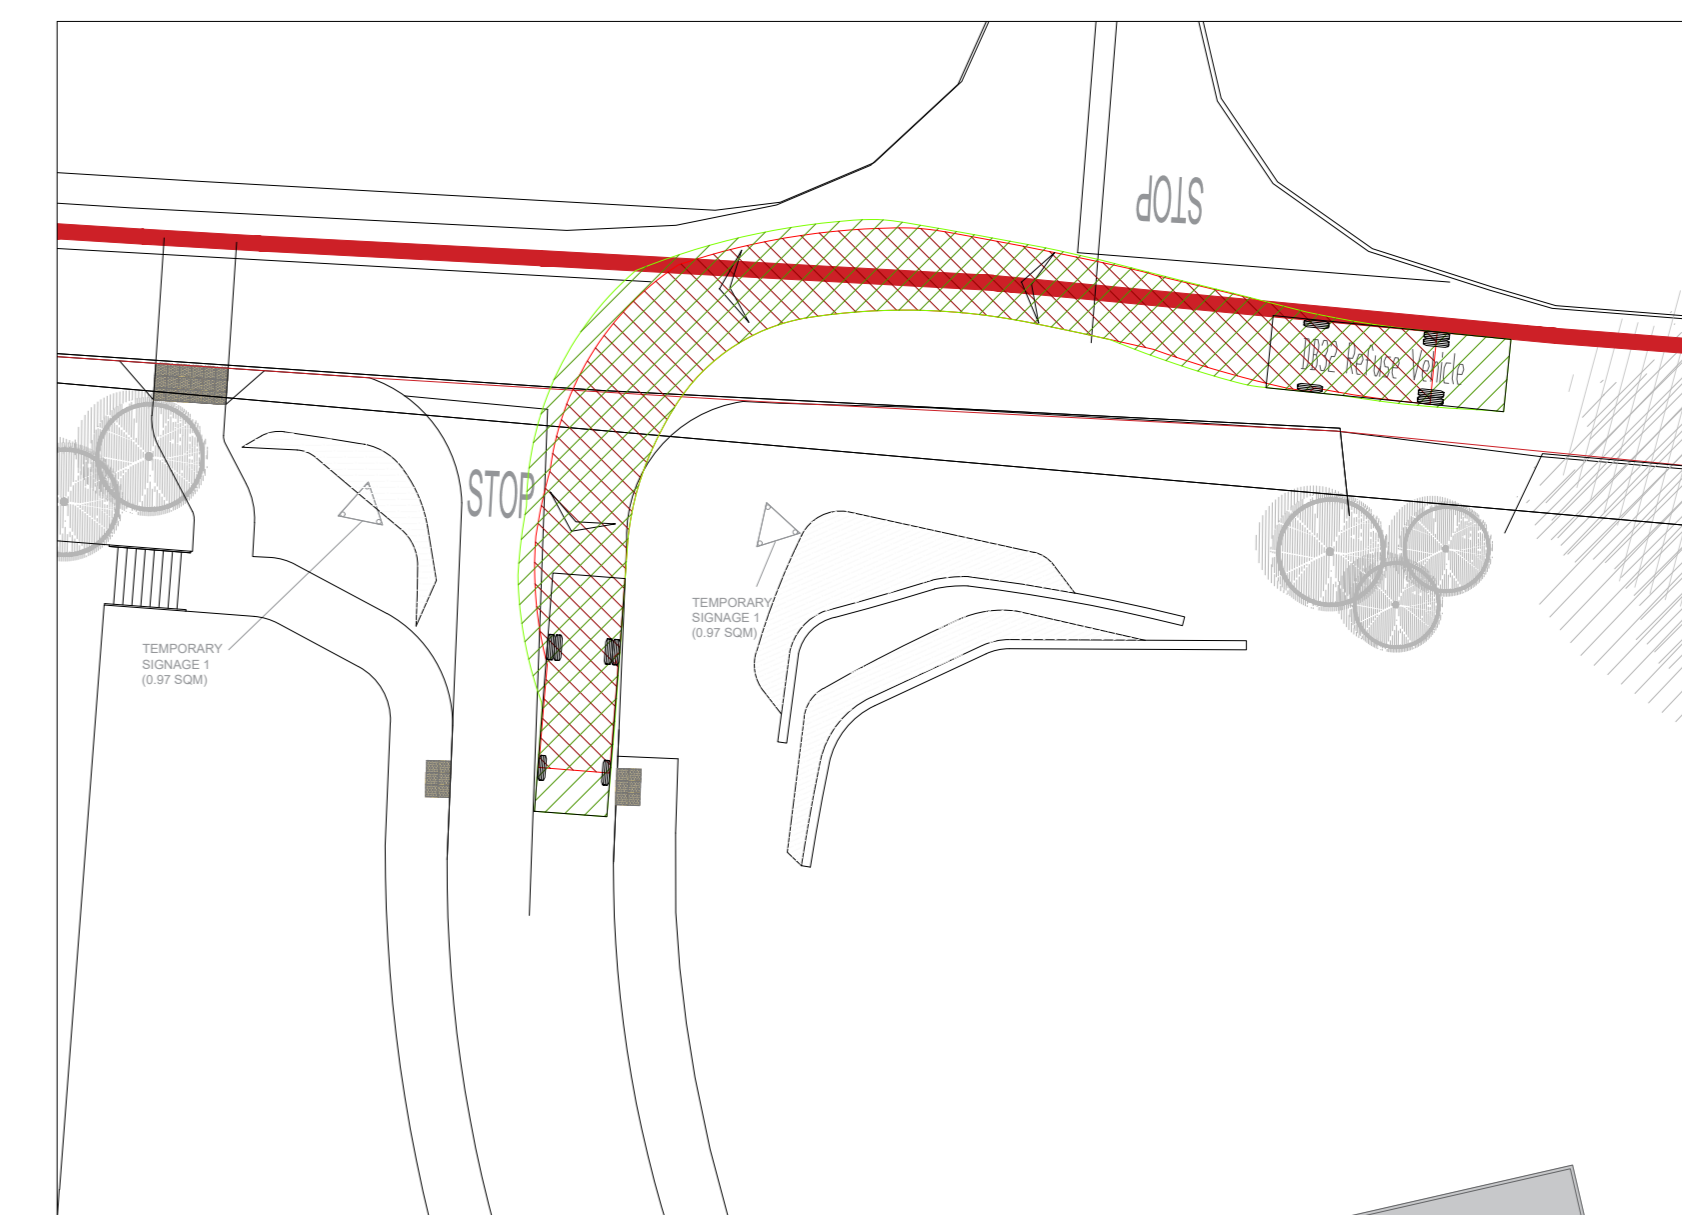 STOP
DB32 Refuse Vehicle
STOP
TEMPORARY
SIGNAGE 1
(0.97 SQM)
TEMPORARY
SIGNAGE 1
(0.97 SQM)